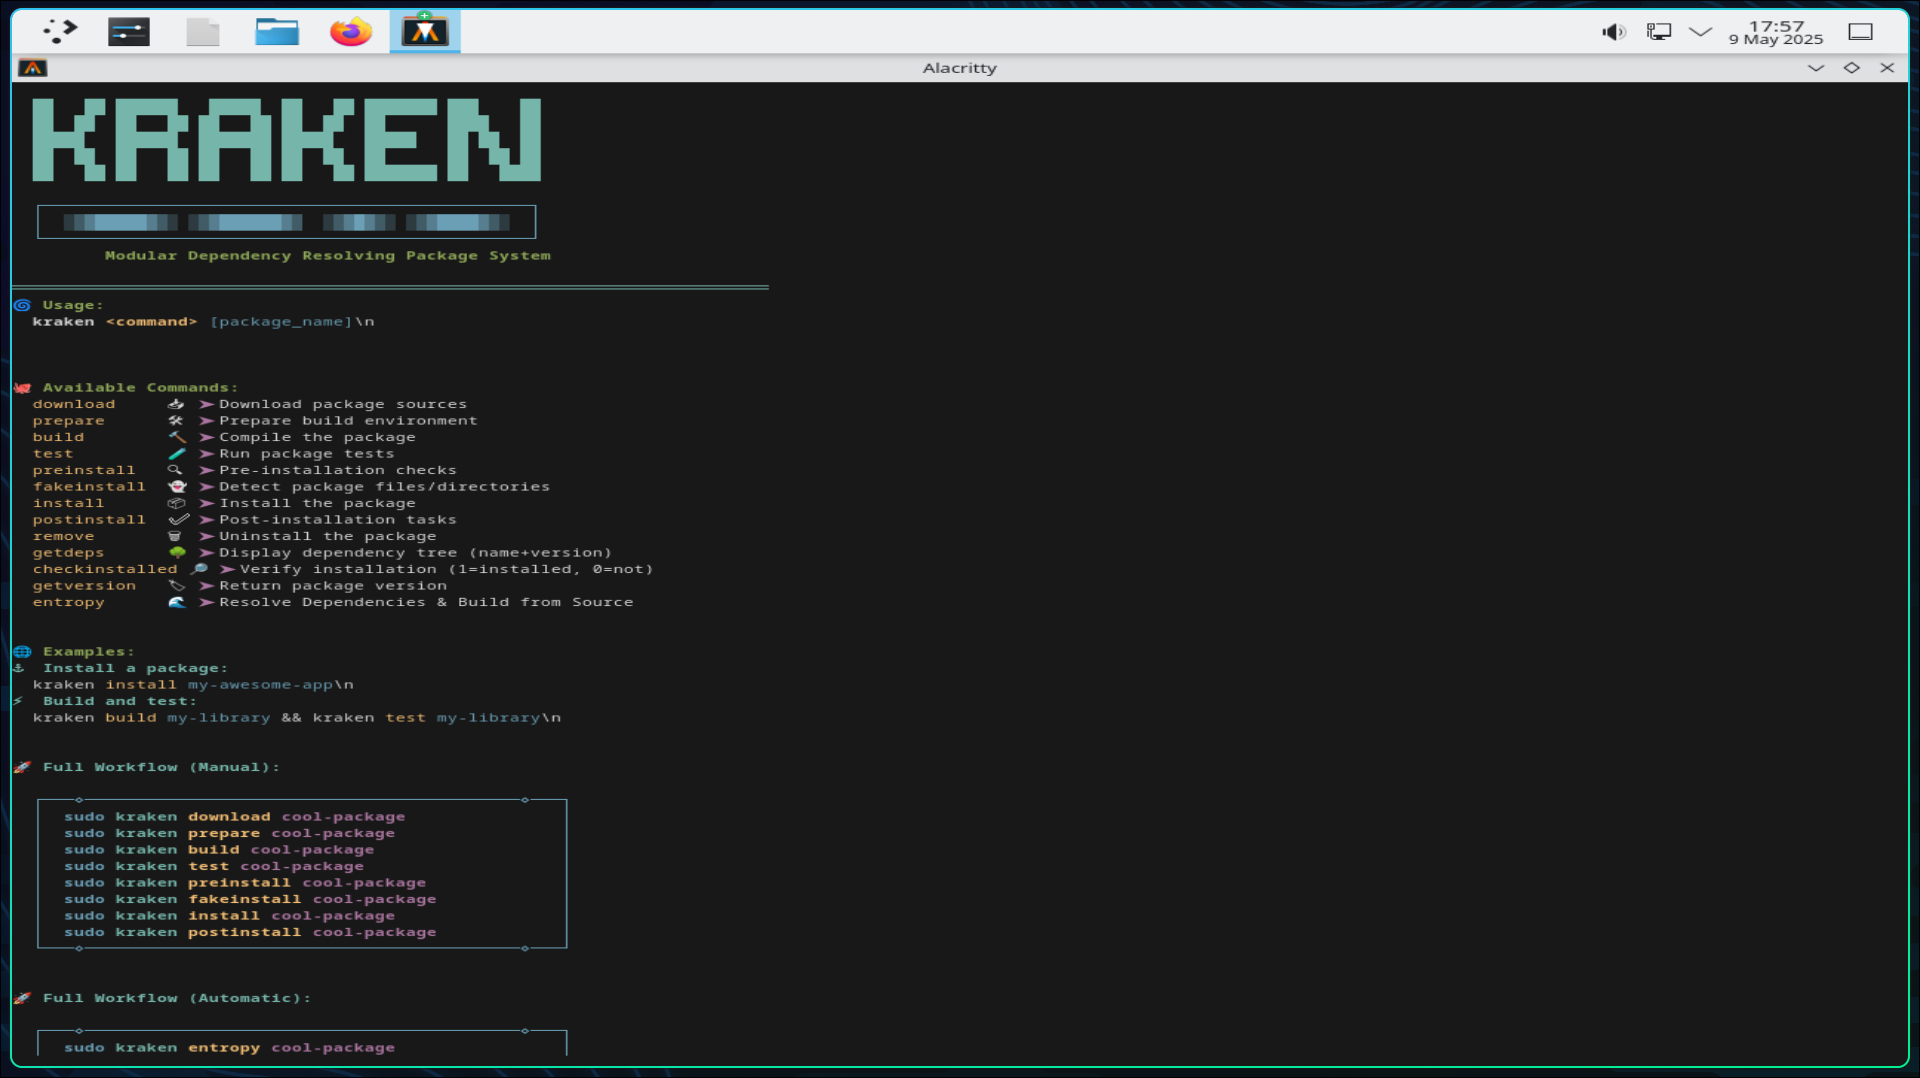 17:57
9 May 2025
Alacritty
KRAKEN
Modular Dependency Resolving Package System
Usage:
kraken <command> [package_name]\n
Available Commands:
download ➤ Download package sources
prepare ➤ Prepare build environment
build ➤ Compile the package
test ➤ Run package tests
preinstall ➤ Pre-installation checks
fakeinstall ➤ Detect package files/directories
install ➤ Install the package
postinstall ➤ Post-installation tasks
remove ➤ Uninstall the package
getdeps ➤ Display dependency tree (name+version)
checkinstalled ➤ Verify installation (1=installed, 0=not)
getversion ➤ Return package version
entropy ➤ Resolve Dependencies & Build from Source
Examples:
Install a package:
kraken install my-awesome-app\n
Build and test:
kraken build my-library && kraken test my-library\n
Full Workflow (Manual):
sudo kraken download cool-package
sudo kraken prepare cool-package
sudo kraken build cool-package
sudo kraken test cool-package
sudo kraken preinstall cool-package
sudo kraken fakeinstall cool-package
sudo kraken install cool-package
sudo kraken postinstall cool-package
Full Workflow (Automatic):
sudo kraken entropy cool-package